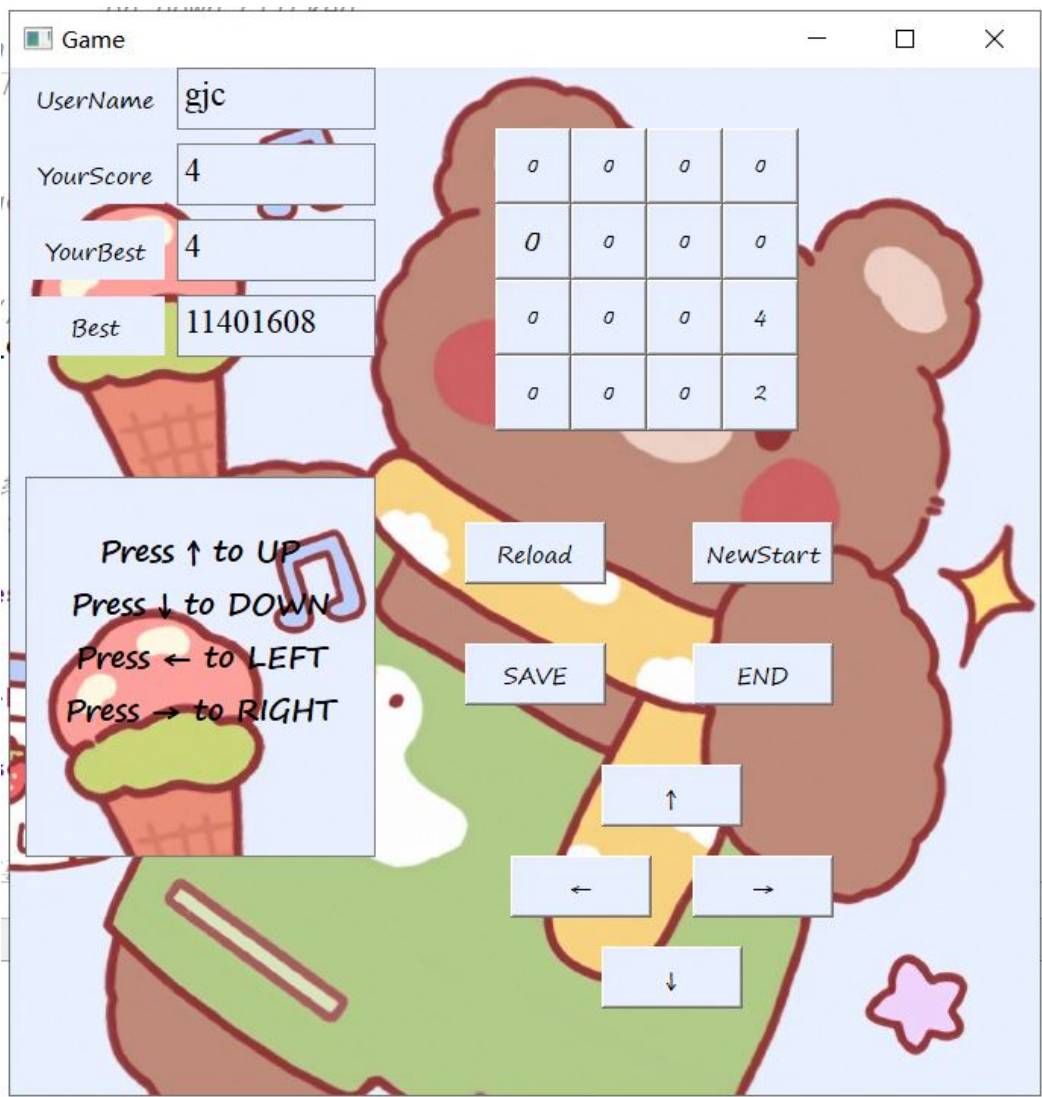 Game
UserName gjc
YourScore 4
YourBest 4
Best 11401608
0 0 0 0
0 0 0 0
0 0 0 4
0 0 0 2
Press ↑ to UP
Press ↓ to DOWN
Press ← to LEFT
Press → to RIGHT
Reload NewStart
SAVE END
↑
← →
↓